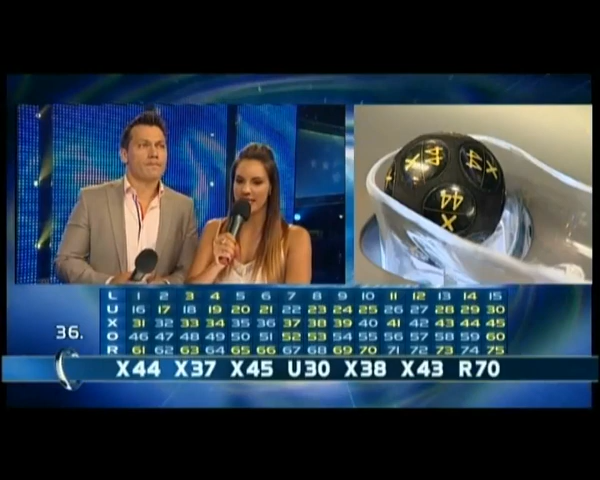 X 44
X
44
X
L 1 2 3 4 5 6 7 8 9 10 11 12 13 14 15
U 16 17 18 19 20 21 22 23 24 25 26 27 28 29 30
X 31 32 33 34 35 36 37 38 39 40 41 42 43 44 45
O 46 47 48 49 50 51 52 53 54 55 56 57 58 59 60
R 61 62 63 64 65 66 67 68 69 70 71 72 73 74 75
36.
X44 X37 X45 U30 X38 X43 R70